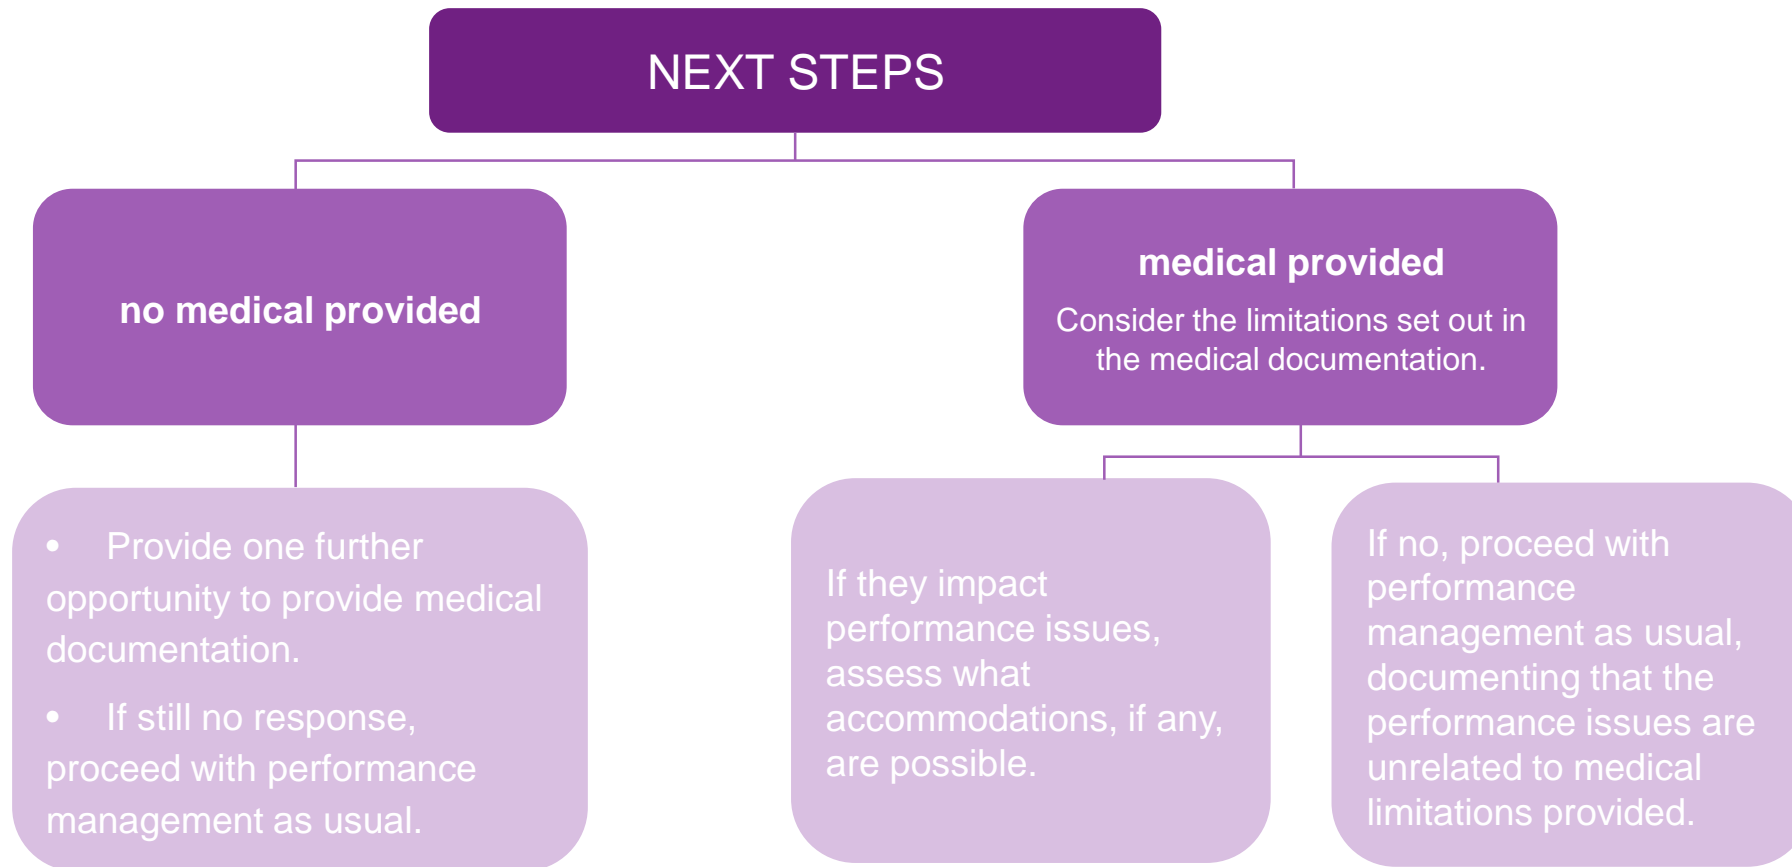 NEXT STEPS
no medical provided
medical provided
Consider the limitations set out in
the medical documentation.
• Provide one further
opportunity to provide medical
documentation.
• If still no response,
proceed with performance
management as usual.
If they impact
performance issues,
assess what
accommodations, if any,
are possible.
If no, proceed with
performance
management as usual,
documenting that the
performance issues are
unrelated to medical
limitations provided.